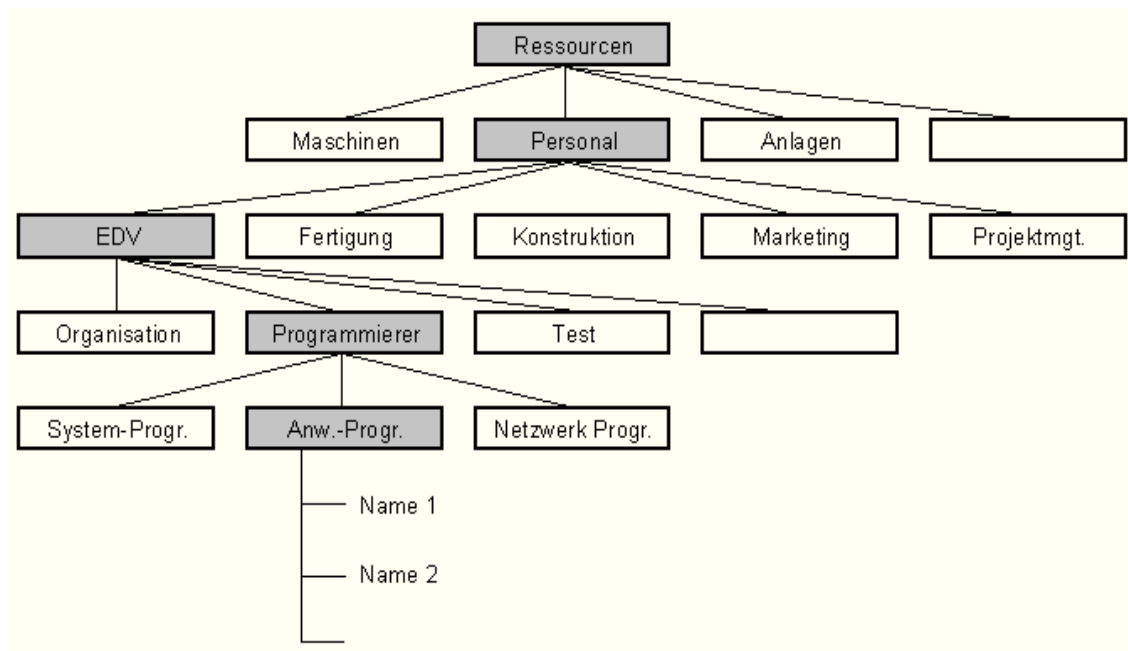 Ressourcen
Maschinen
Personal
Anlagen
EDV
Fertigung
Konstruktion
Marketing
Projektmgt.
Organisation
Programmierer
Test
System-Progr.
Anw.-Progr.
Netzwerk Progr.
Name 1
Name 2